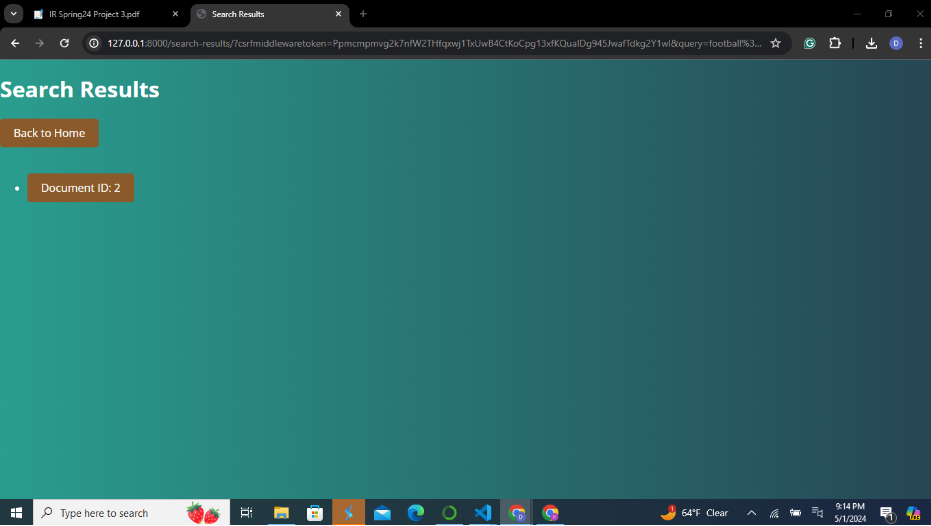 IR Spring24 Project 3.pdf
Search Results
127.0.0.1:8000/search-results/?csrfmiddlewaretoken=Ppmcmpmvg2k7nfW2THfqxwj1TxUwB4CtKoCpg13xfKQualDg945JwafTdkg2Y1wI&query=football%3...
D
Search Results
Back to Home
• Document ID: 2
Type here to search
64°F Clear
9:14 PM
5/1/2024